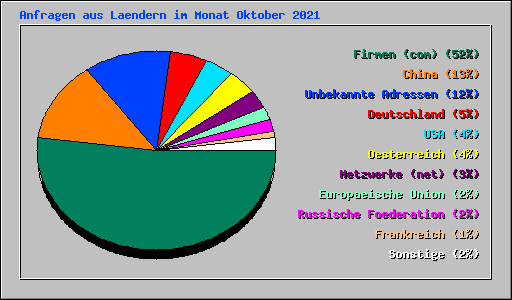 Anfragen aus Laendern im Monat Oktober 2021
Firmen (com) (52%)
China (13%)
Unbekannte Adressen (12%)
Deutschland (5%)
USA (4%)
Oesterreich (4%)
Netzwerke (net) (3%)
Europaeische Union (2%)
Russische Foederation (2%)
Frankreich (1%)
Sonstige (2%)